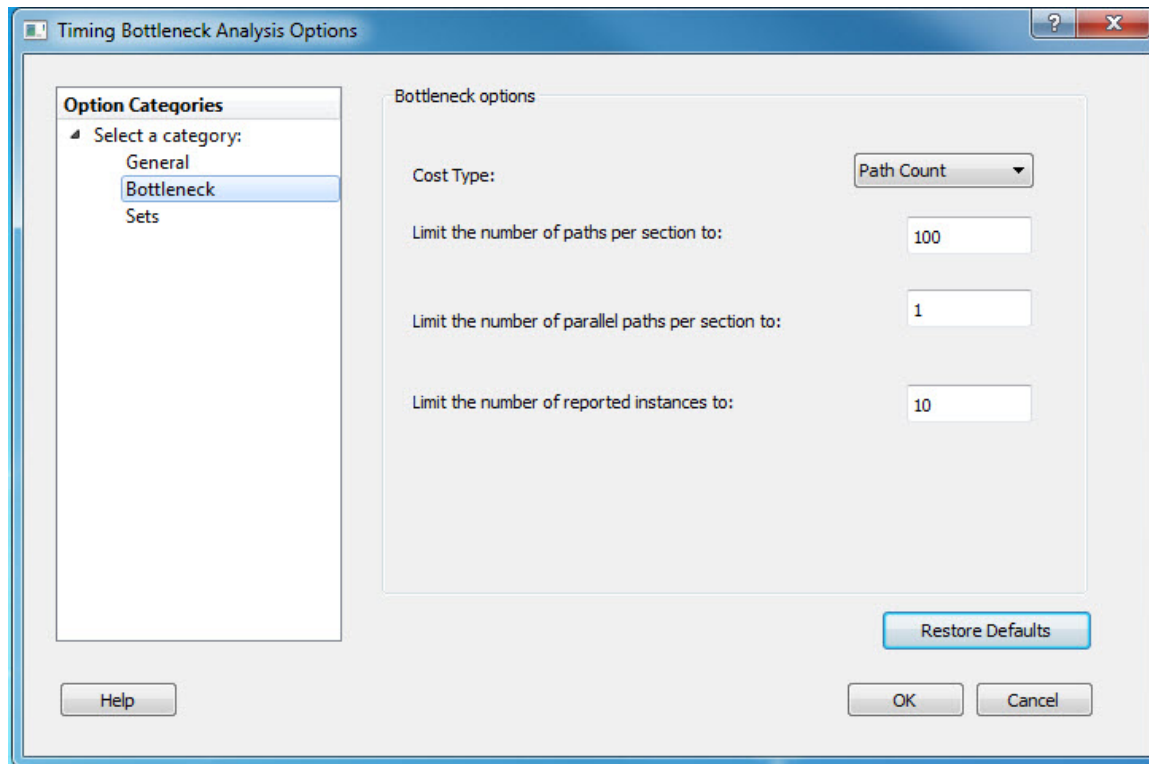 Timing Bottleneck Analysis Options
?
Option Categories
Select a category:
General
Bottleneck
Sets
Bottleneck options
Cost Type:
Path Count
Limit the number of paths per section to:
100
Limit the number of parallel paths per section to:
1
Limit the number of reported instances to:
10
Restore Defaults
Help
OK
Cancel